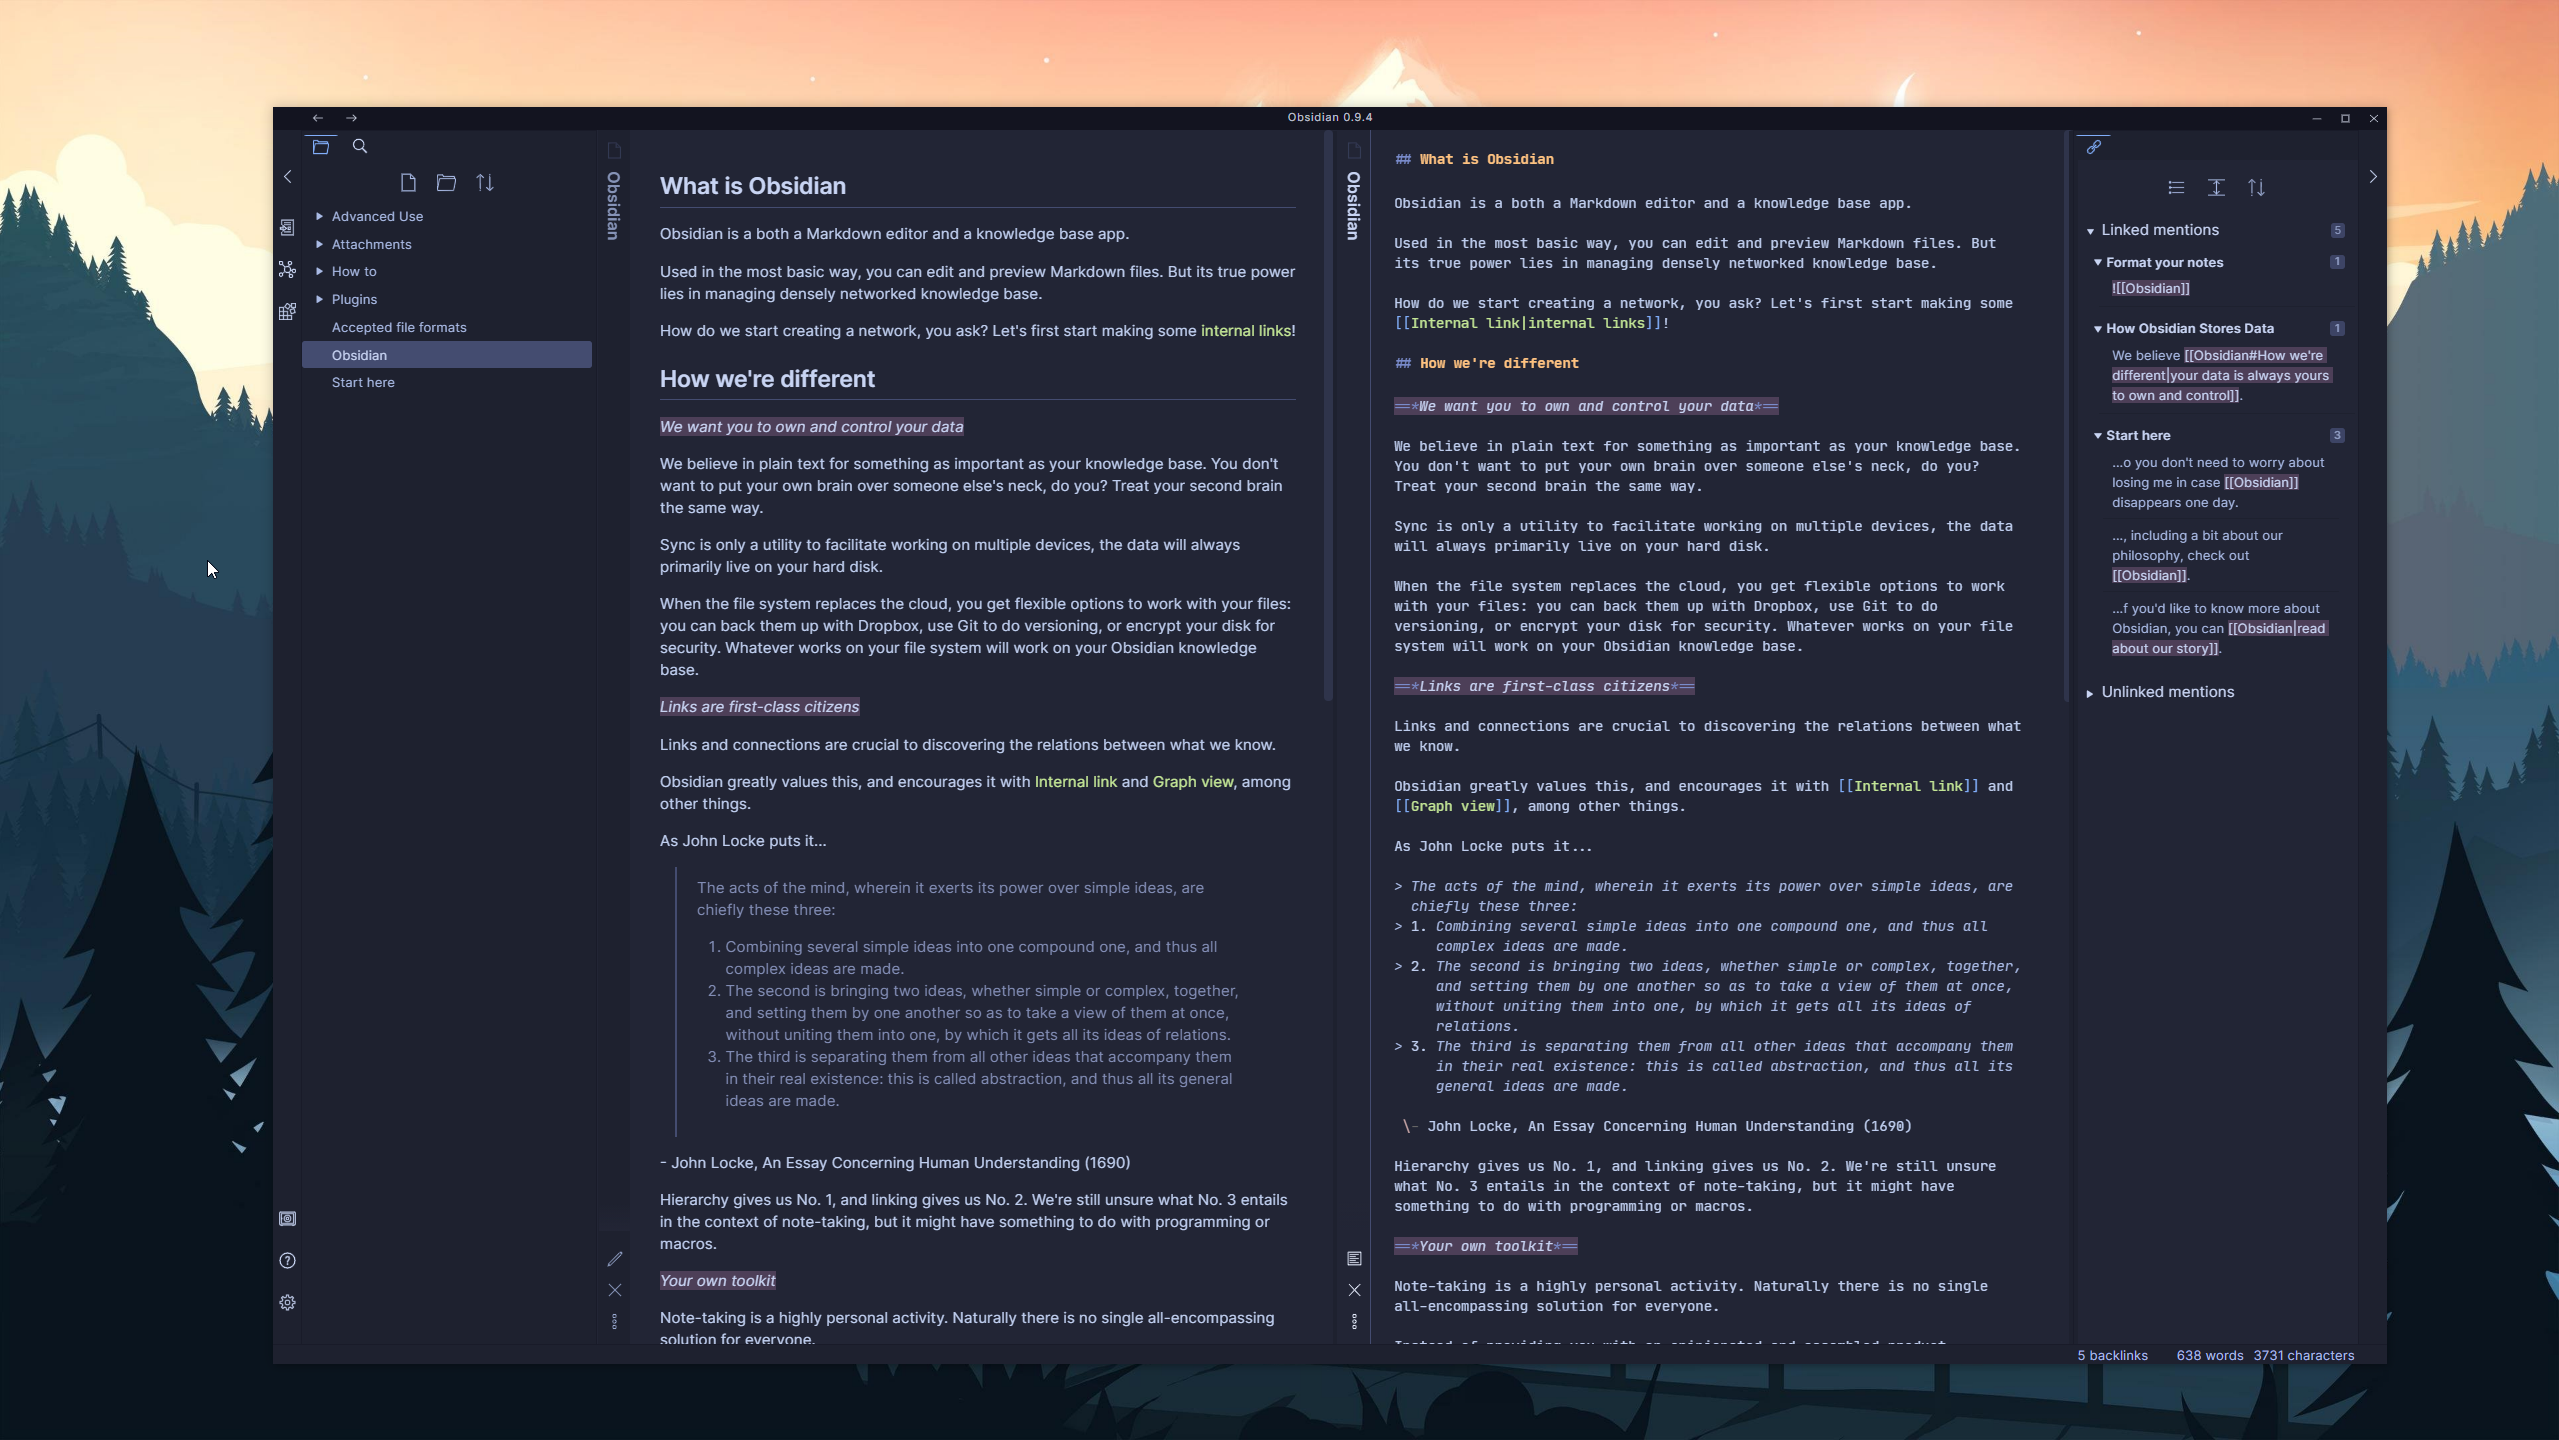 Obsidian 0.9.4
Advanced Use
Attachments
How to
Plugins
Accepted file formats
Obsidian
Start here
Obsidian
What is Obsidian
Obsidian is a both a Markdown editor and a knowledge base app.
Used in the most basic way, you can edit and preview Markdown files. But its true power
lies in managing densely networked knowledge base.
How do we start creating a network, you ask? Let's first start making some internal links!
How we're different
We want you to own and control your data
We believe in plain text for something as important as your knowledge base. You don't
want to put your own brain over someone else's neck, do you? Treat your second brain
the same way.
Sync is only a utility to facilitate working on multiple devices, the data will always
primarily live on your hard disk.
When the file system replaces the cloud, you get flexible options to work with your files:
you can back them up with Dropbox, use Git to do versioning, or encrypt your disk for
security. Whatever works on your file system will work on your Obsidian knowledge
base.
Links are first-class citizens
Links and connections are crucial to discovering the relations between what we know.
Obsidian greatly values this, and encourages it with Internal link and Graph view, among
other things.
As John Locke puts it...
The acts of the mind, wherein it exerts its power over simple ideas, are
chiefly these three:
1. Combining several simple ideas into one compound one, and thus all
complex ideas are made.
2. The second is bringing two ideas, whether simple or complex, together,
and setting them by one another so as to take a view of them at once,
without uniting them into one, by which it gets all its ideas of relations.
3. The third is separating them from all other ideas that accompany them
in their real existence: this is called abstraction, and thus all its general
ideas are made.
- John Locke, An Essay Concerning Human Understanding (1690)
Hierarchy gives us No. 1, and linking gives us No. 2. We're still unsure what No. 3 entails
in the context of note-taking, but it might have something to do with programming or
macros.
Your own toolkit
Note-taking is a highly personal activity. Naturally there is no single all-encompassing
solution for everyone.
Obsidian
## What is Obsidian
Obsidian is a both a Markdown editor and a knowledge base app.
Used in the most basic way, you can edit and preview Markdown files. But
its true power lies in managing densely networked knowledge base.
How do we start creating a network, you ask? Let's first start making some
[[Internal link|internal links]]!
## How we're different
==*We want you to own and control your data*==
We believe in plain text for something as important as your knowledge base.
You don't want to put your own brain over someone else's neck, do you?
Treat your second brain the same way.
Sync is only a utility to facilitate working on multiple devices, the data
will always primarily live on your hard disk.
When the file system replaces the cloud, you get flexible options to work
with your files: you can back them up with Dropbox, use Git to do
versioning, or encrypt your disk for security. Whatever works on your file
system will work on your Obsidian knowledge base.
==*Links are first-class citizens*==
Links and connections are crucial to discovering the relations between what
we know.
Obsidian greatly values this, and encourages it with [[Internal link]] and
[[Graph view]], among other things.
As John Locke puts it...
> The acts of the mind, wherein it exerts its power over simple ideas, are
chiefly these three:
> 1. Combining several simple ideas into one compound one, and thus all
complex ideas are made.
> 2. The second is bringing two ideas, whether simple or complex, together,
and setting them by one another so as to take a view of them at once,
without uniting them into one, by which it gets all its ideas of
relations.
> 3. The third is separating them from all other ideas that accompany them
in their real existence: this is called abstraction, and thus all its
general ideas are made.
\- John Locke, An Essay Concerning Human Understanding (1690)
Hierarchy gives us No. 1, and linking gives us No. 2. We're still unsure
what No. 3 entails in the context of note-taking, but it might have
something to do with programming or macros.
==*Your own toolkit*==
Note-taking is a highly personal activity. Naturally there is no single
all-encompassing solution for everyone.
Linked mentions 5
Format your notes 1
![[Obsidian]]
How Obsidian Stores Data 1
We believe [[Obsidian#How we're
different|your data is always yours
to own and control]].
Start here 3
...o you don't need to worry about
losing me in case [[Obsidian]]
disappears one day.
..., including a bit about our
philosophy, check out
[[Obsidian]].
...f you'd like to know more about
Obsidian, you can [[Obsidian|read
about our story]].
Unlinked mentions
5 backlinks 638 words 3731 characters